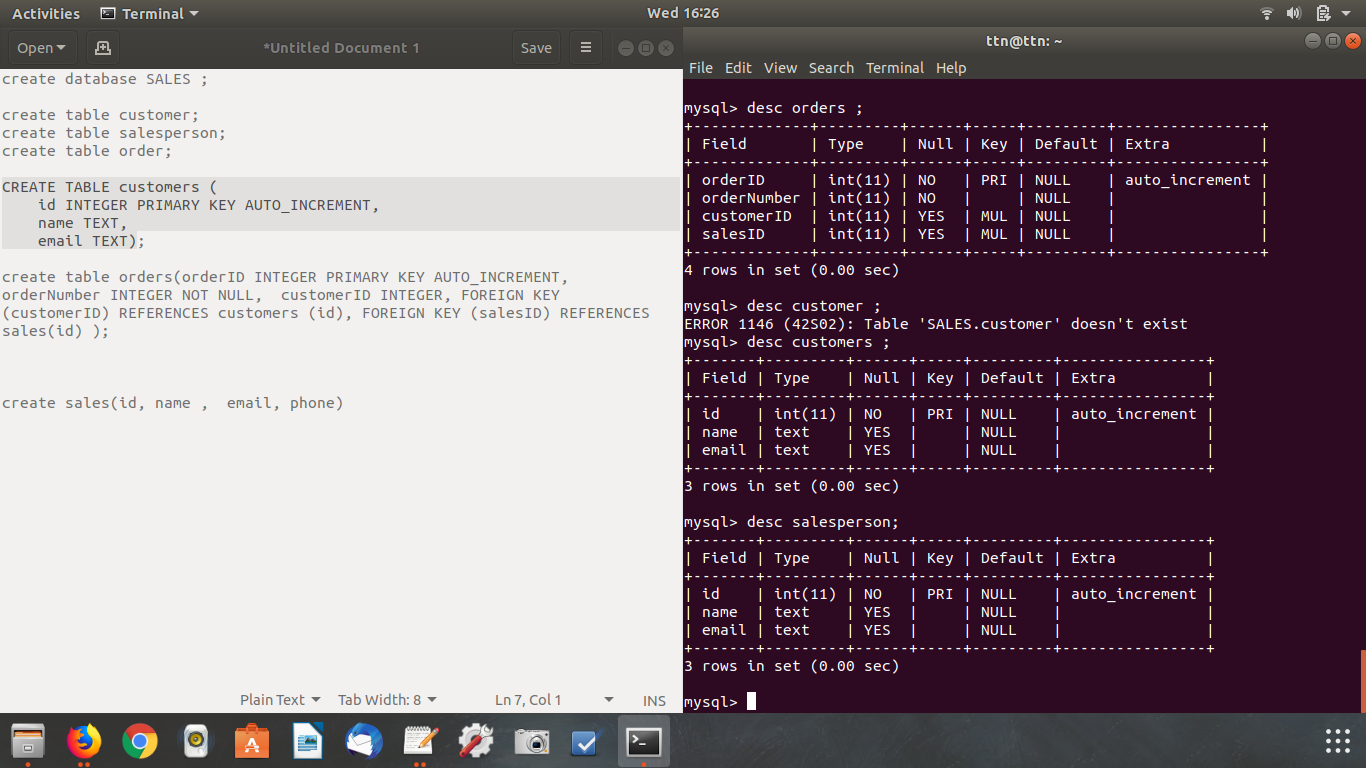 Activities Terminal Wed 16:26
Open *Untitled Document 1 Save
create database SALES ;
create table customer;
create table salesperson;
create table order;
CREATE TABLE customers (
    id INTEGER PRIMARY KEY AUTO_INCREMENT,
    name TEXT,
    email TEXT);
create table orders(orderID INTEGER PRIMARY KEY AUTO_INCREMENT,
orderNumber INTEGER NOT NULL,  customerID INTEGER, FOREIGN KEY
(customerID) REFERENCES customers (id), FOREIGN KEY (salesID) REFERENCES
sales(id) );
create sales(id, name ,  email, phone)
Plain Text Tab Width: 8 Ln 7, Col 1 INS
ttn@ttn: ~
File Edit View Search Terminal Help
mysql> desc orders ;
+-------------+---------+------+-----+---------+----------------+
| Field       | Type    | Null | Key | Default | Extra          |
+-------------+---------+------+-----+---------+----------------+
| orderID     | int(11) | NO   | PRI | NULL    | auto_increment |
| orderNumber | int(11) | NO   |     | NULL    |                |
| customerID  | int(11) | YES  | MUL | NULL    |                |
| salesID     | int(11) | YES  | MUL | NULL    |                |
+-------------+---------+------+-----+---------+----------------+
4 rows in set (0.00 sec)
mysql> desc customer ;
ERROR 1146 (42S02): Table 'SALES.customer' doesn't exist
mysql> desc customers ;
+-------+---------+------+-----+---------+----------------+
| Field | Type    | Null | Key | Default | Extra          |
+-------+---------+------+-----+---------+----------------+
| id    | int(11) | NO   | PRI | NULL    | auto_increment |
| name  | text    | YES  |     | NULL    |                |
| email | text    | YES  |     | NULL    |                |
+-------+---------+------+-----+---------+----------------+
3 rows in set (0.00 sec)
mysql> desc salesperson;
+-------+---------+------+-----+---------+----------------+
| Field | Type    | Null | Key | Default | Extra          |
+-------+---------+------+-----+---------+----------------+
| id    | int(11) | NO   | PRI | NULL    | auto_increment |
| name  | text    | YES  |     | NULL    |                |
| email | text    | YES  |     | NULL    |                |
+-------+---------+------+-----+---------+----------------+
3 rows in set (0.00 sec)
mysql>